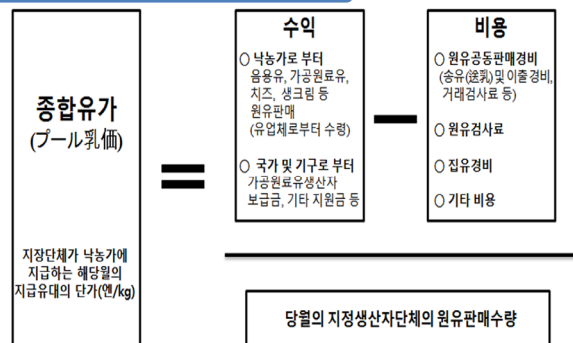 종합유가
(プール乳価)
지장단체가 낙농가에
지급하는 해당월의
지급유대의 단가(엔/kg)
=
수익
○ 낙농가로 부터
음용유, 가공원료유,
치즈, 생크림 등
원유판매
(유업체로부터 수령)
○ 국가 및 기구로 부터
가공원료유생산자
보급금, 기타 지원금 등
비용
○ 원유공동판매경비
(송유(送乳)및 이출경비,
거래검사료 등)
○ 원유검사료
○ 집유경비
○ 기타 비용
당월의 지정생산자단체의 원유판매수량